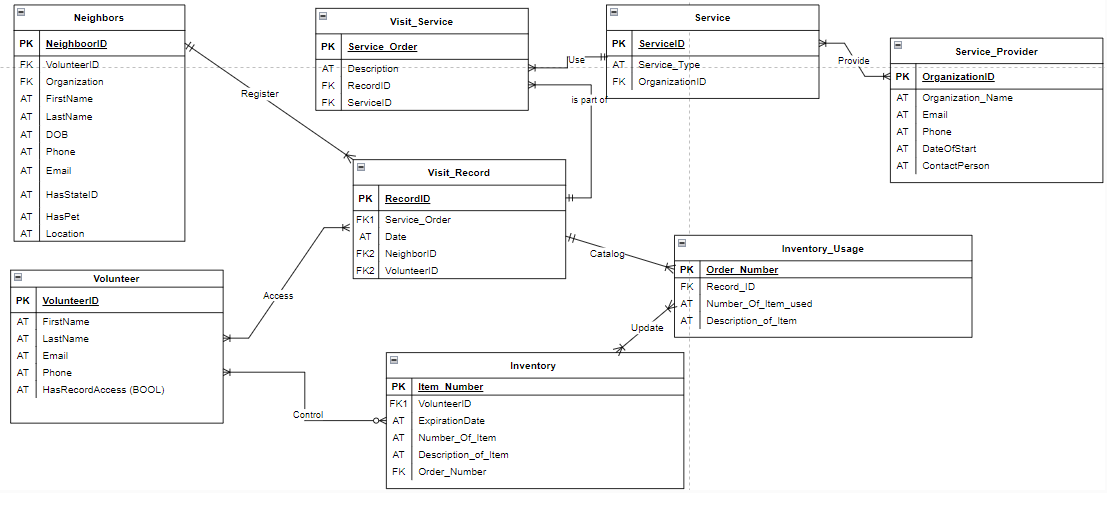 Neighbors
PK NeighboorID
FK VolunteerID
FK Organization
AT FirstName
AT LastName
AT DOB
AT Phone
AT Email
AT HasStateID
AT HasPet
AT Location
Visit_Service
PK Service_Order
AT Description
FK RecordID
FK ServiceID
Service
PK ServiceID
AT Service_Type
FK OrganizationID
Service_Provider
PK OrganizationID
AT Organization_Name
AT Email
AT Phone
AT DateOfStart
AT ContactPerson
Use
Provide
Register
is part of
Visit_Record
PK RecordID
FK1 Service_Order
AT Date
FK2 NeighborID
FK2 VolunteerID
Catalog
Inventory_Usage
PK Order_Number
FK Record_ID
AT Number_Of_Item_used
AT Description_of_Item
Volunteer
PK VolunteerID
AT FirstName
AT LastName
AT Email
AT Phone
AT HasRecordAccess (BOOL)
Access
Update
Control
Inventory
PK Item_Number
FK1 VolunteerID
AT ExpirationDate
AT Number_Of_Item
AT Description_of_Item
FK Order_Number